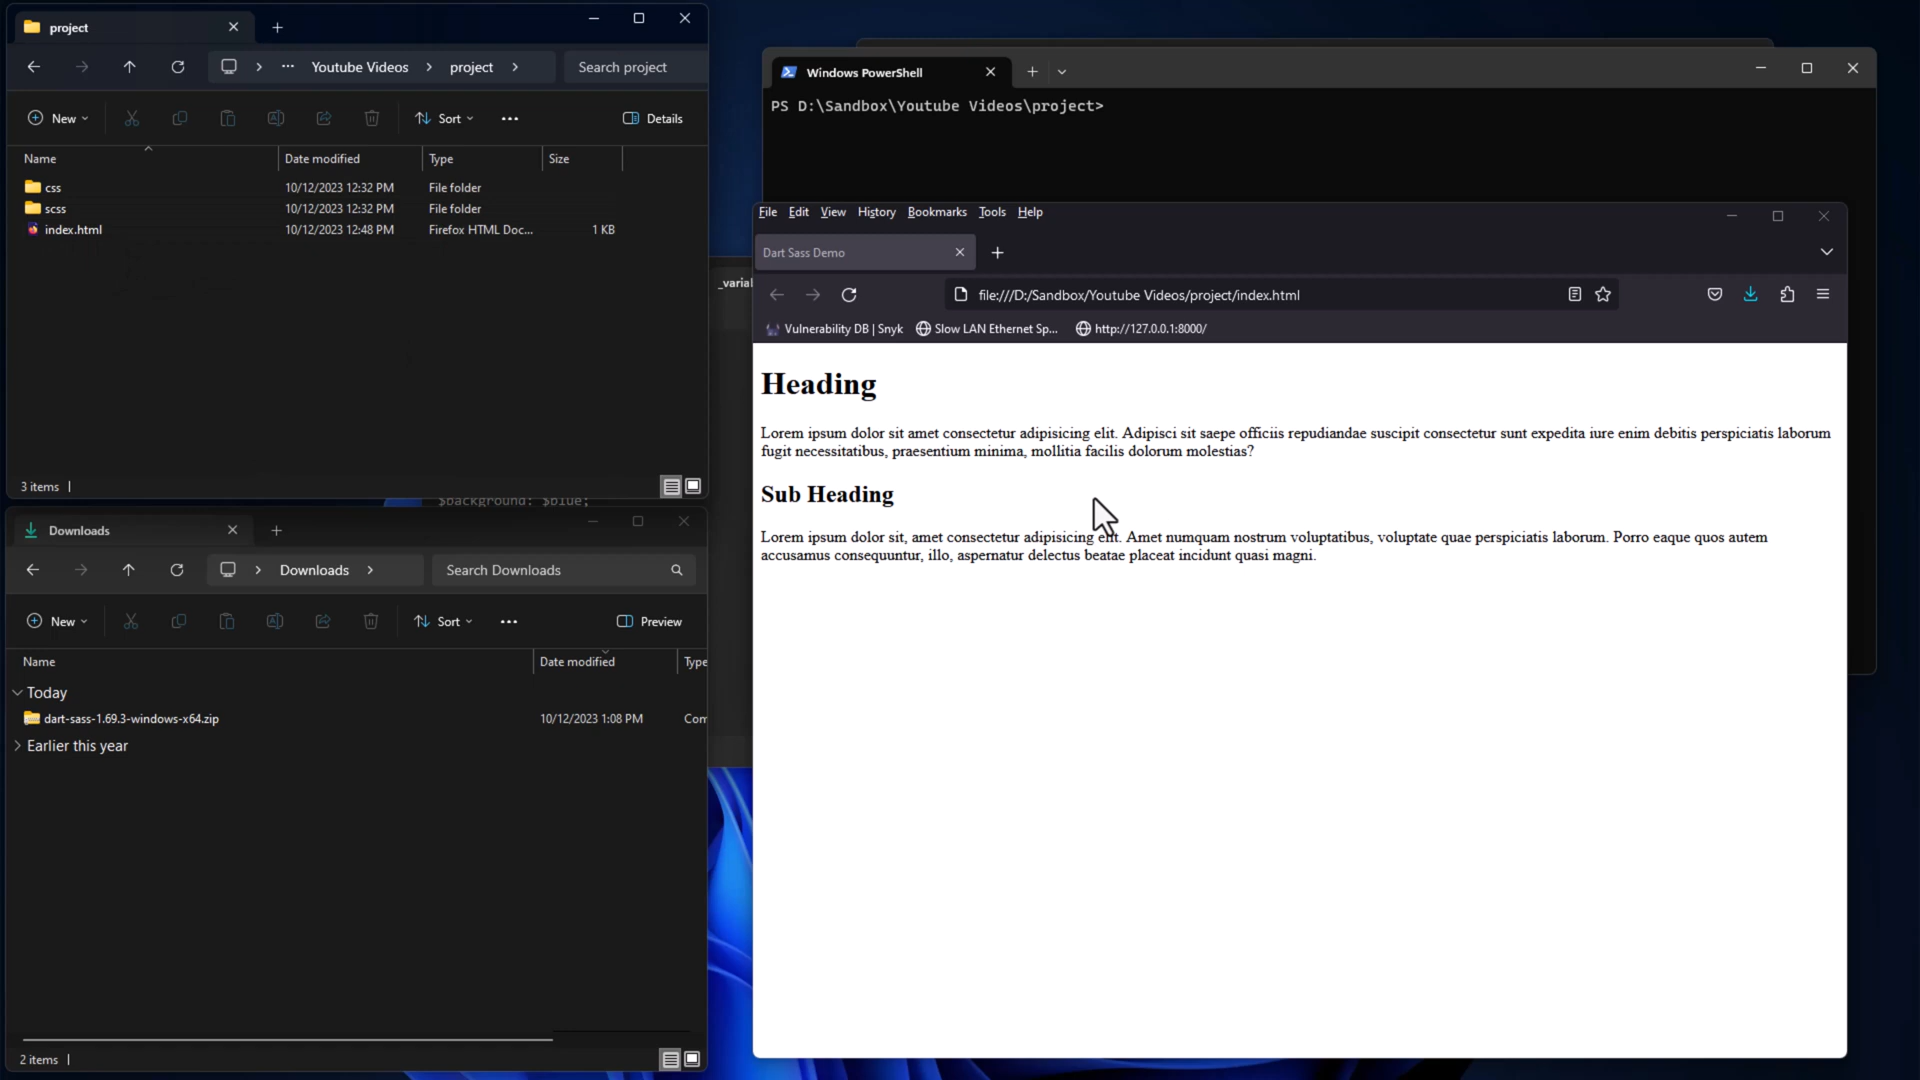 project
Youtube Videos
project
Search project
New
Sort
Details
Name
Date modified
Type
Size
css
10/12/2023 12:32 PM
File folder
scss
10/12/2023 12:32 PM
File folder
index.html
10/12/2023 12:48 PM
Firefox HTML Doc...
1 KB
3 items
$background: $blue;
Downloads
Downloads
Search Downloads
New
Sort
Preview
Name
Date modified
Type
Today
dart-sass-1.69.3-windows-x64.zip
10/12/2023 1:08 PM
Com
Earlier this year
2 items
_varial
Windows PowerShell
PS D:\Sandbox\Youtube Videos\project>
File Edit View History Bookmarks Tools Help
Dart Sass Demo
file:///D:/Sandbox/Youtube Videos/project/index.html
Vulnerability DB | Snyk
Slow LAN Ethernet Sp...
http://127.0.0.1:8000/
Heading
Lorem ipsum dolor sit amet consectetur adipisicing elit. Adipisci sit saepe officiis repudiandae suscipit consectetur sunt expedita iure enim debitis perspiciatis laborum
fugit necessitatibus, praesentium minima, mollitia facilis dolorum molestias?
Sub Heading
Lorem ipsum dolor sit, amet consectetur adipisicing elit. Amet numquam nostrum voluptatibus, voluptate quae perspiciatis laborum. Porro eaque quos autem
accusamus consequuntur, illo, aspernatur delectus beatae placeat incidunt quasi magni.